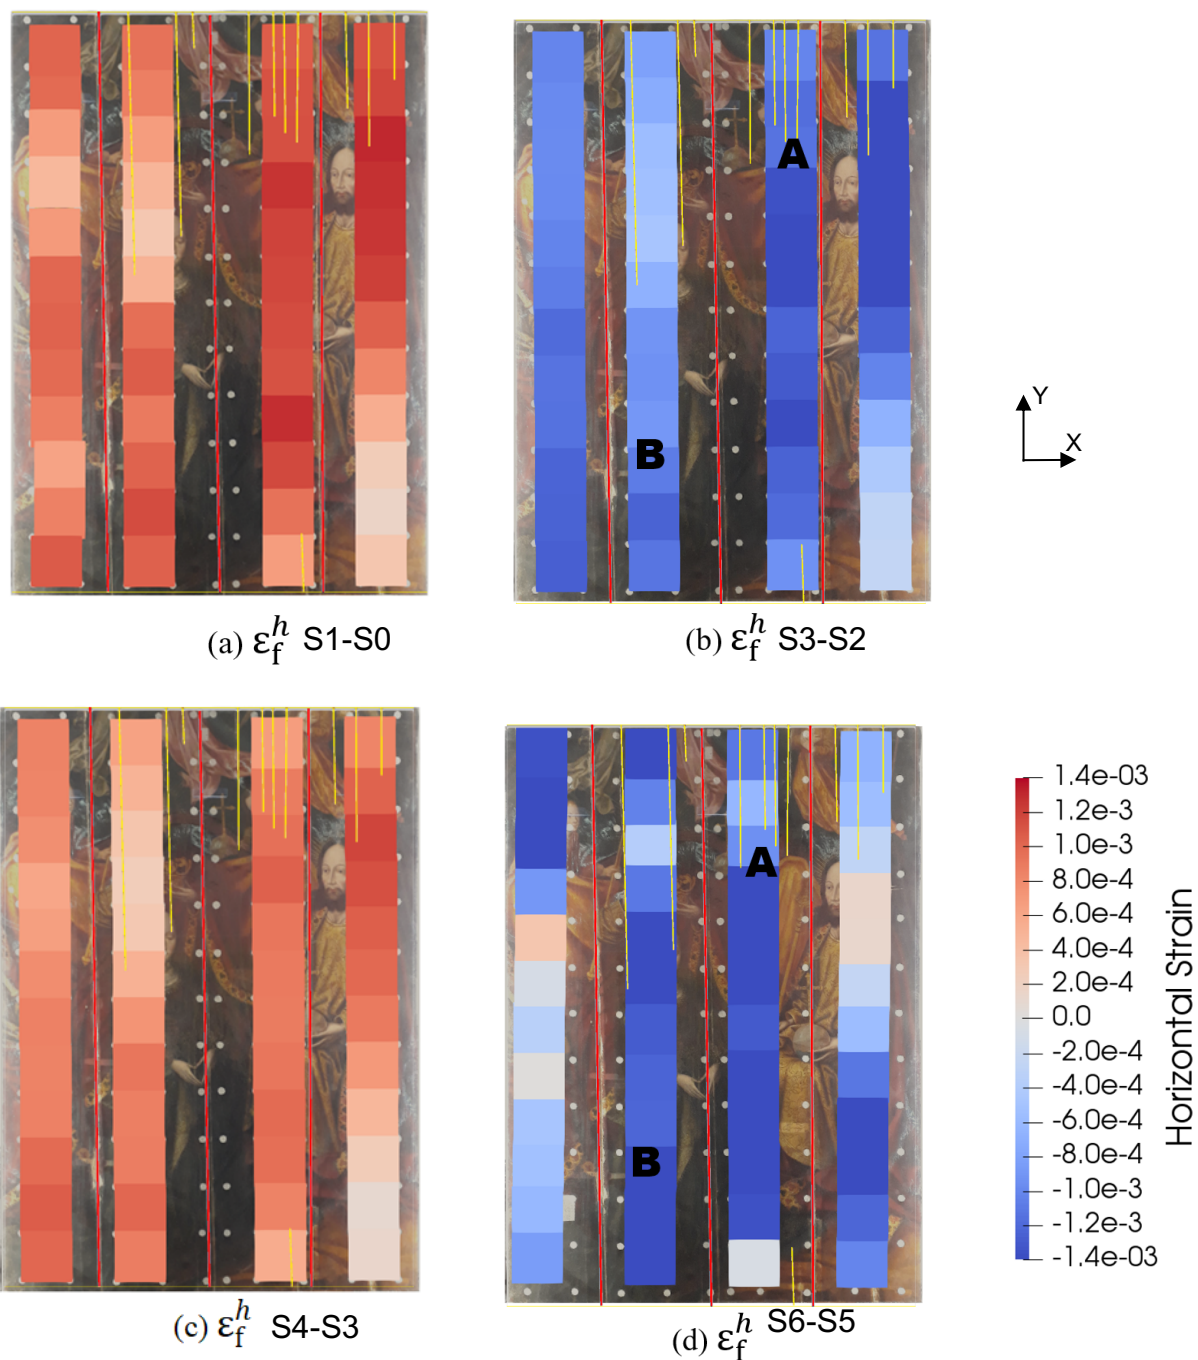 A
B
Y
X
(a) ε_f^h S1-S0
(b) ε_f^h S3-S2
A
B
1.4e-03
1.2e-3
1.0e-3
8.0e-4
6.0e-4
4.0e-4
2.0e-4
0.0
-2.0e-4
-4.0e-4
-6.0e-4
-8.0e-4
-1.0e-3
-1.2e-3
-1.4e-03
Horizontal Strain
(c) ε_f^h S4-S3
(d) ε_f^h S6-S5